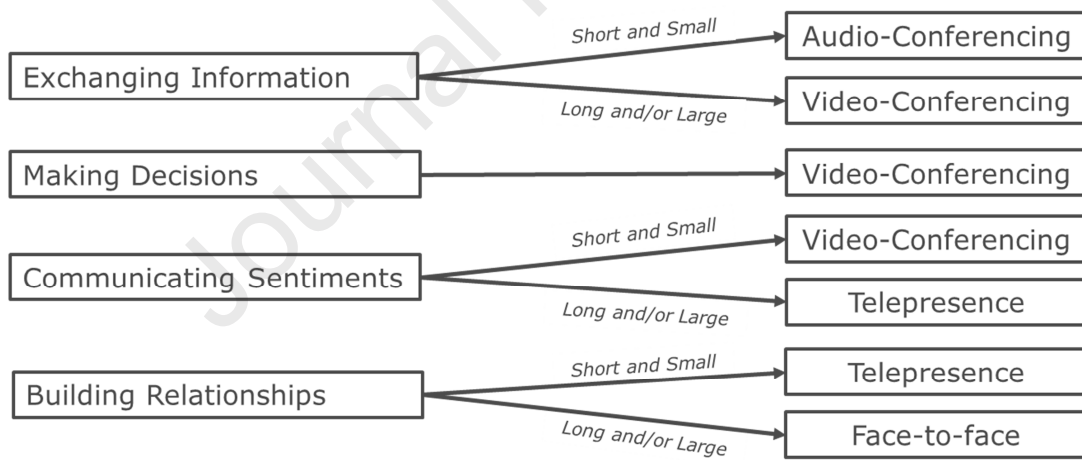 Exchanging Information
Short and Small
Audio-Conferencing
Long and/or Large
Video-Conferencing
Making Decisions
Video-Conferencing
Communicating Sentiments
Short and Small
Video-Conferencing
Long and/or Large
Telepresence
Building Relationships
Short and Small
Telepresence
Long and/or Large
Face-to-face
Journal